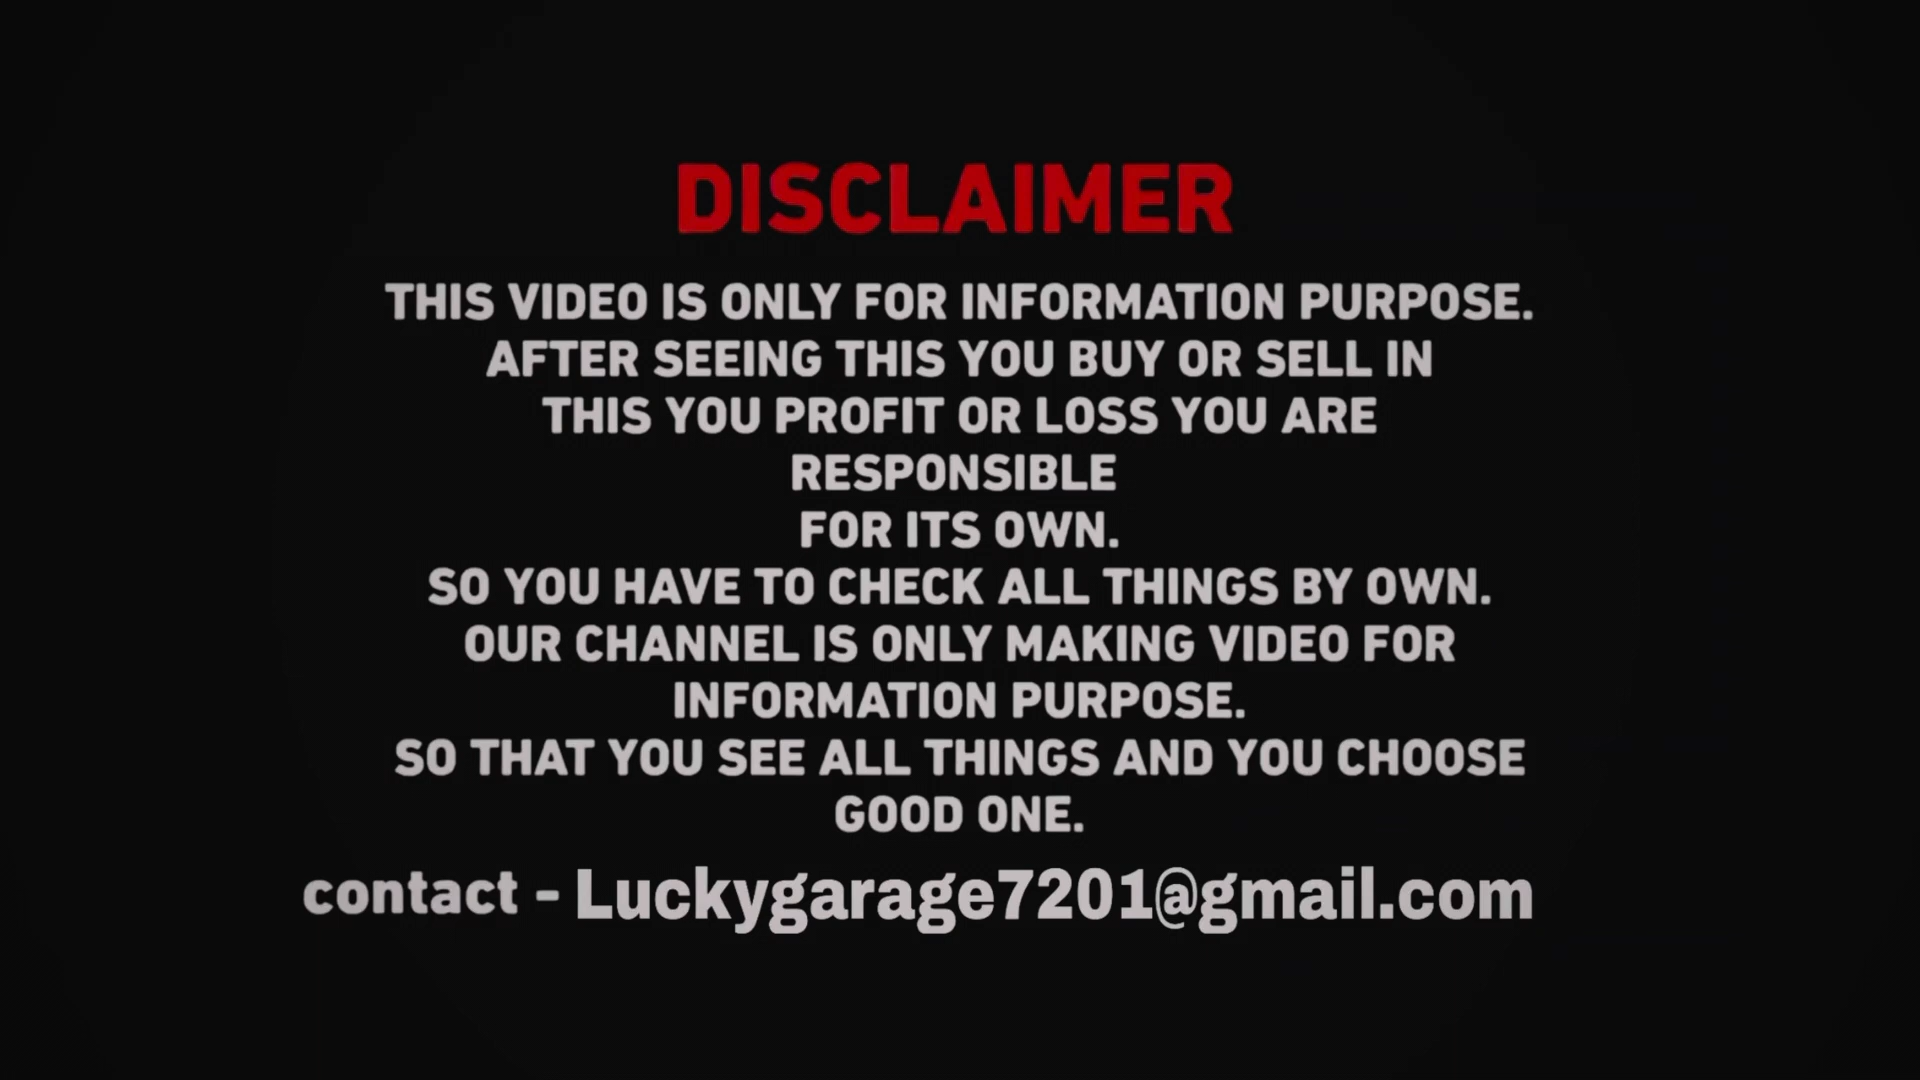 DISCLAIMER
THIS VIDEO IS ONLY FOR INFORMATION PURPOSE.
AFTER SEEING THIS YOU BUY OR SELL IN
THIS YOU PROFIT OR LOSS YOU ARE
RESPONSIBLE
FOR ITS OWN.
SO YOU HAVE TO CHECK ALL THINGS BY OWN.
OUR CHANNEL IS ONLY MAKING VIDEO FOR
INFORMATION PURPOSE.
SO THAT YOU SEE ALL THINGS AND YOU CHOOSE
GOOD ONE.
contact - Luckygarage7201@gmail.com